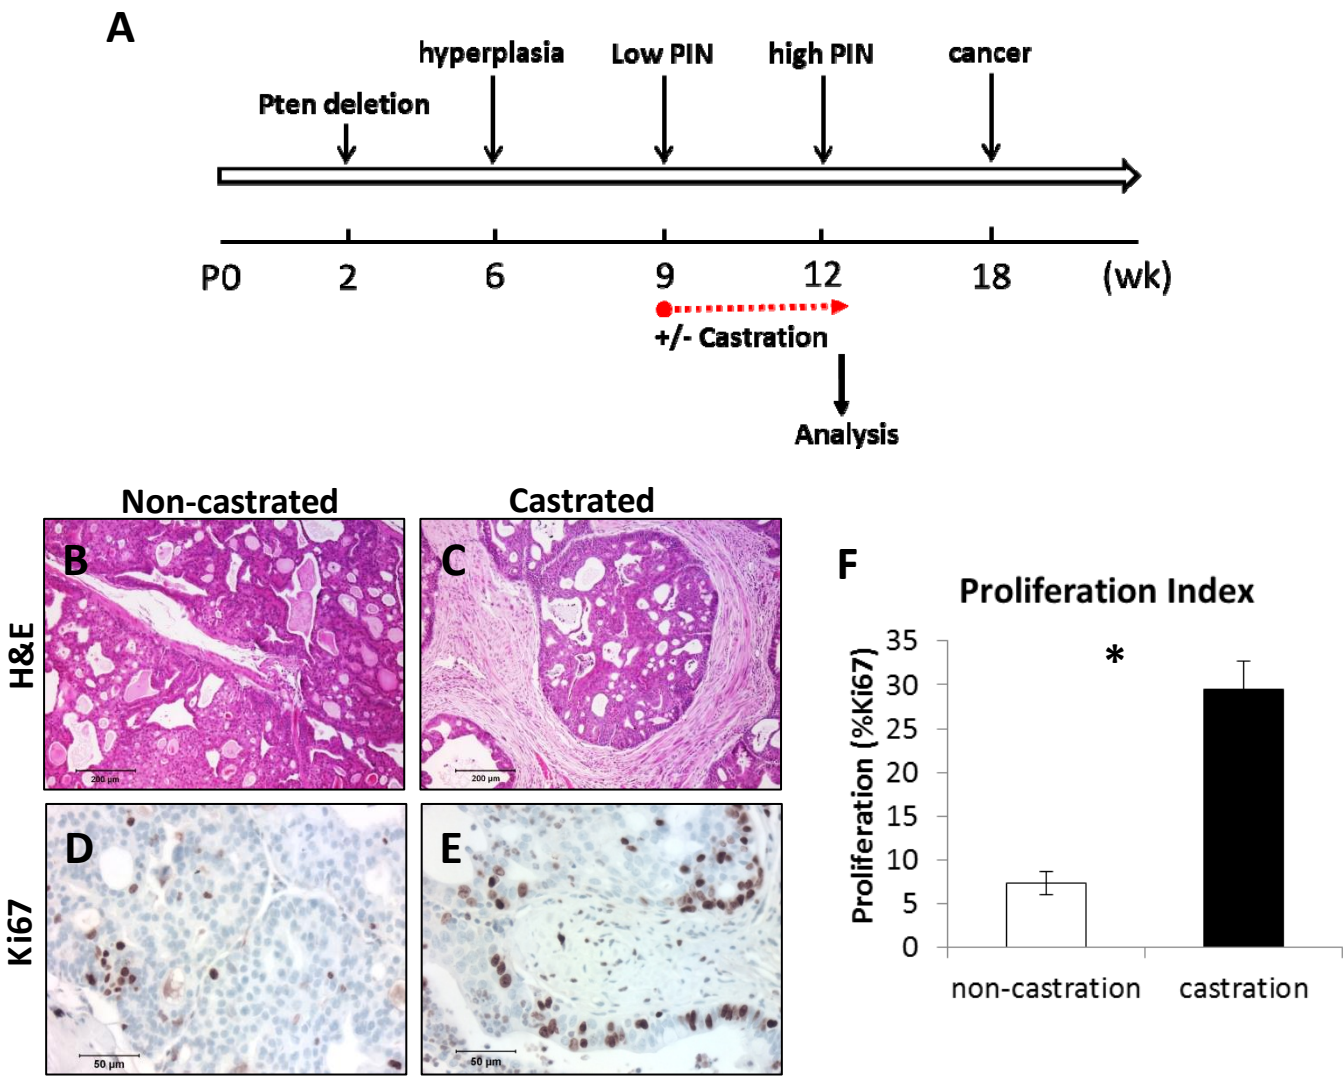 A
hyperplasia Low PIN high PIN cancer
Pten deletion
P0 2 6 9 12 18 (wk)
+/- Castration
Analysis
Non-castrated Castrated
B
C
H&E
200 µm
200 µm
D
E
Ki67
50 µm
50 µm
F
Proliferation Index
Proliferation (%Ki67)
35
*
30
25
20
15
10
5
0
non-castration castration